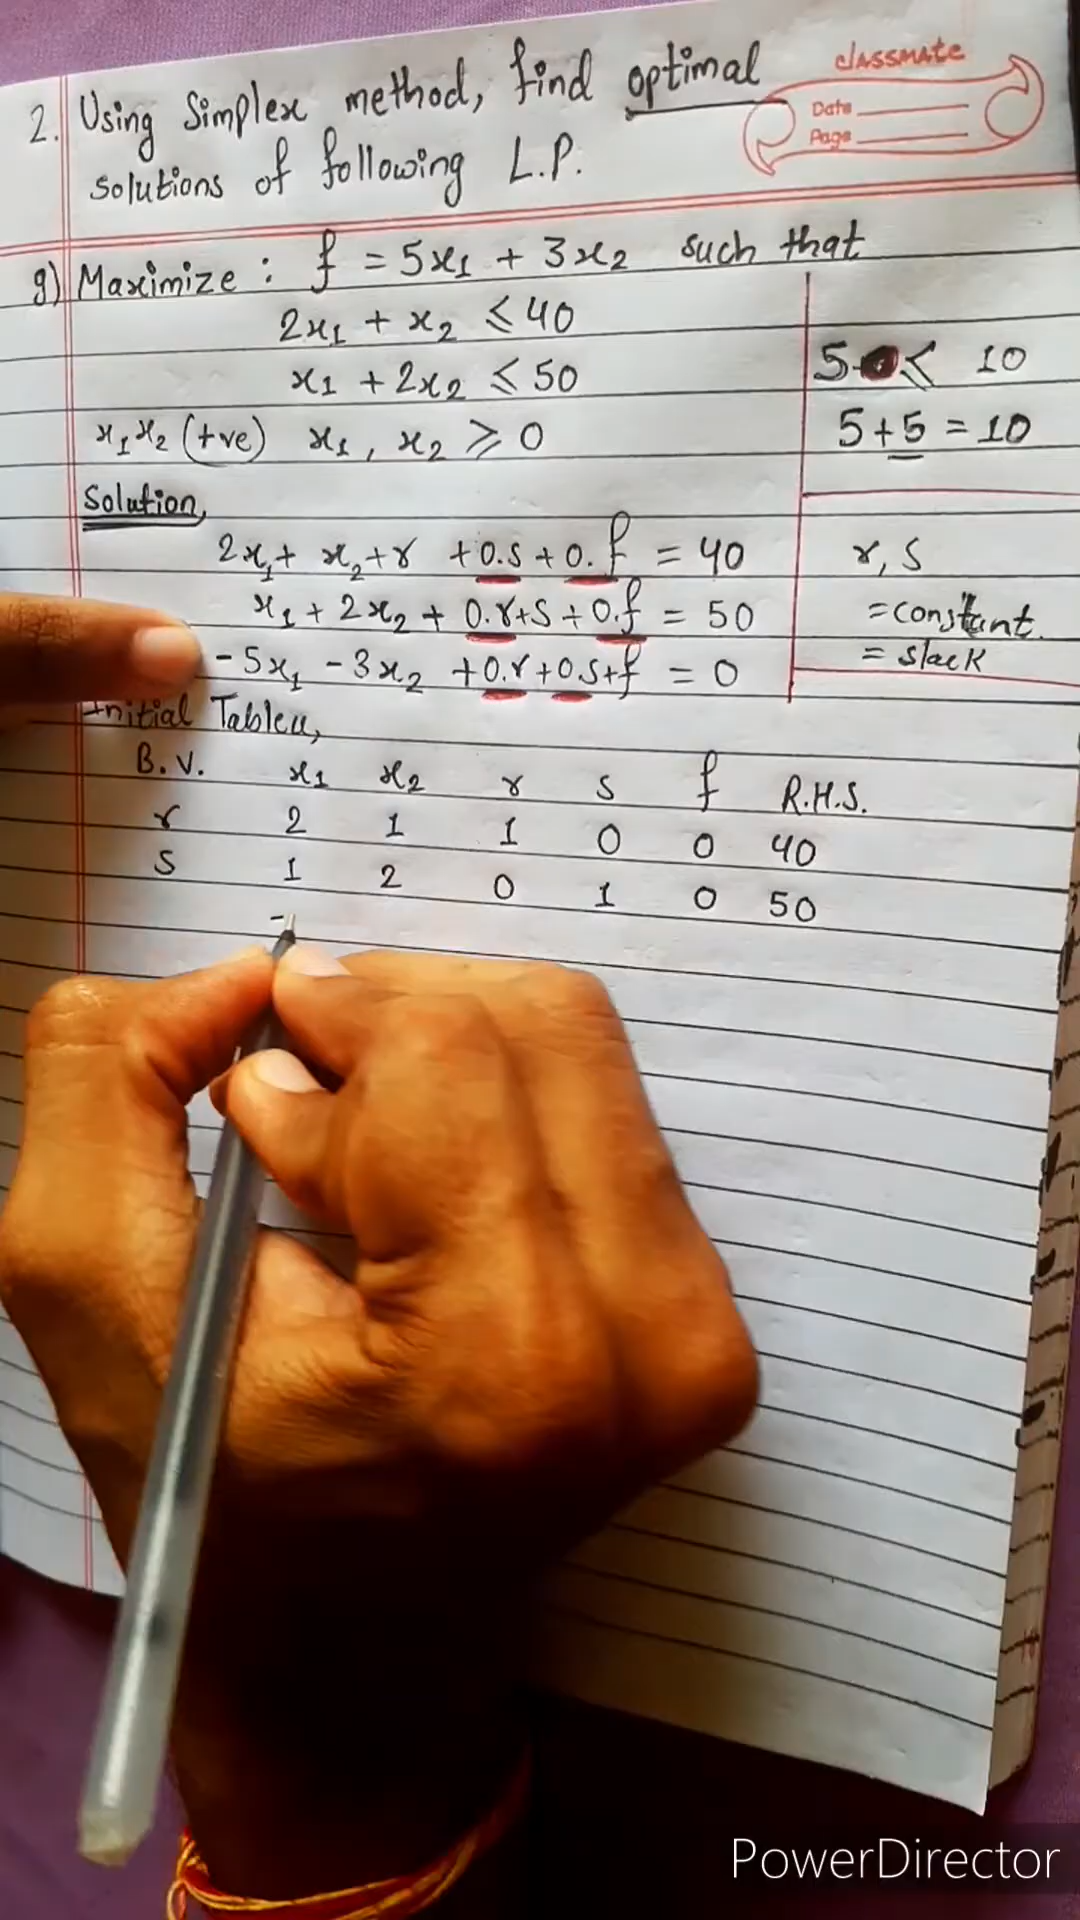 classmate
Date
Page
2. Using Simplex method, find optimal
solutions of following L.P.
g) Maximize : f = 5x₁ + 3x₂ such that
2x₁ + x₂ ≤ 40
x₁ + 2x₂ ≤ 50
x₁x₂ (+ve) x₁, x₂ ≥ 0
5 ≤ 10
5+5 = 10
Solution,
2x₁+ x₂+r +0.s+0.f = 40
x₁ + 2x₂ + 0.r+s+0.f = 50
-5x₁ -3x₂ +0.r+0.s+f = 0
r, s
=constant.
= slack
Initial Tableu,
B.V. x₁ x₂ r s f R.H.S.
r 2 1 1 0 0 40
s 1 2 0 1 0 50
-
PowerDirector